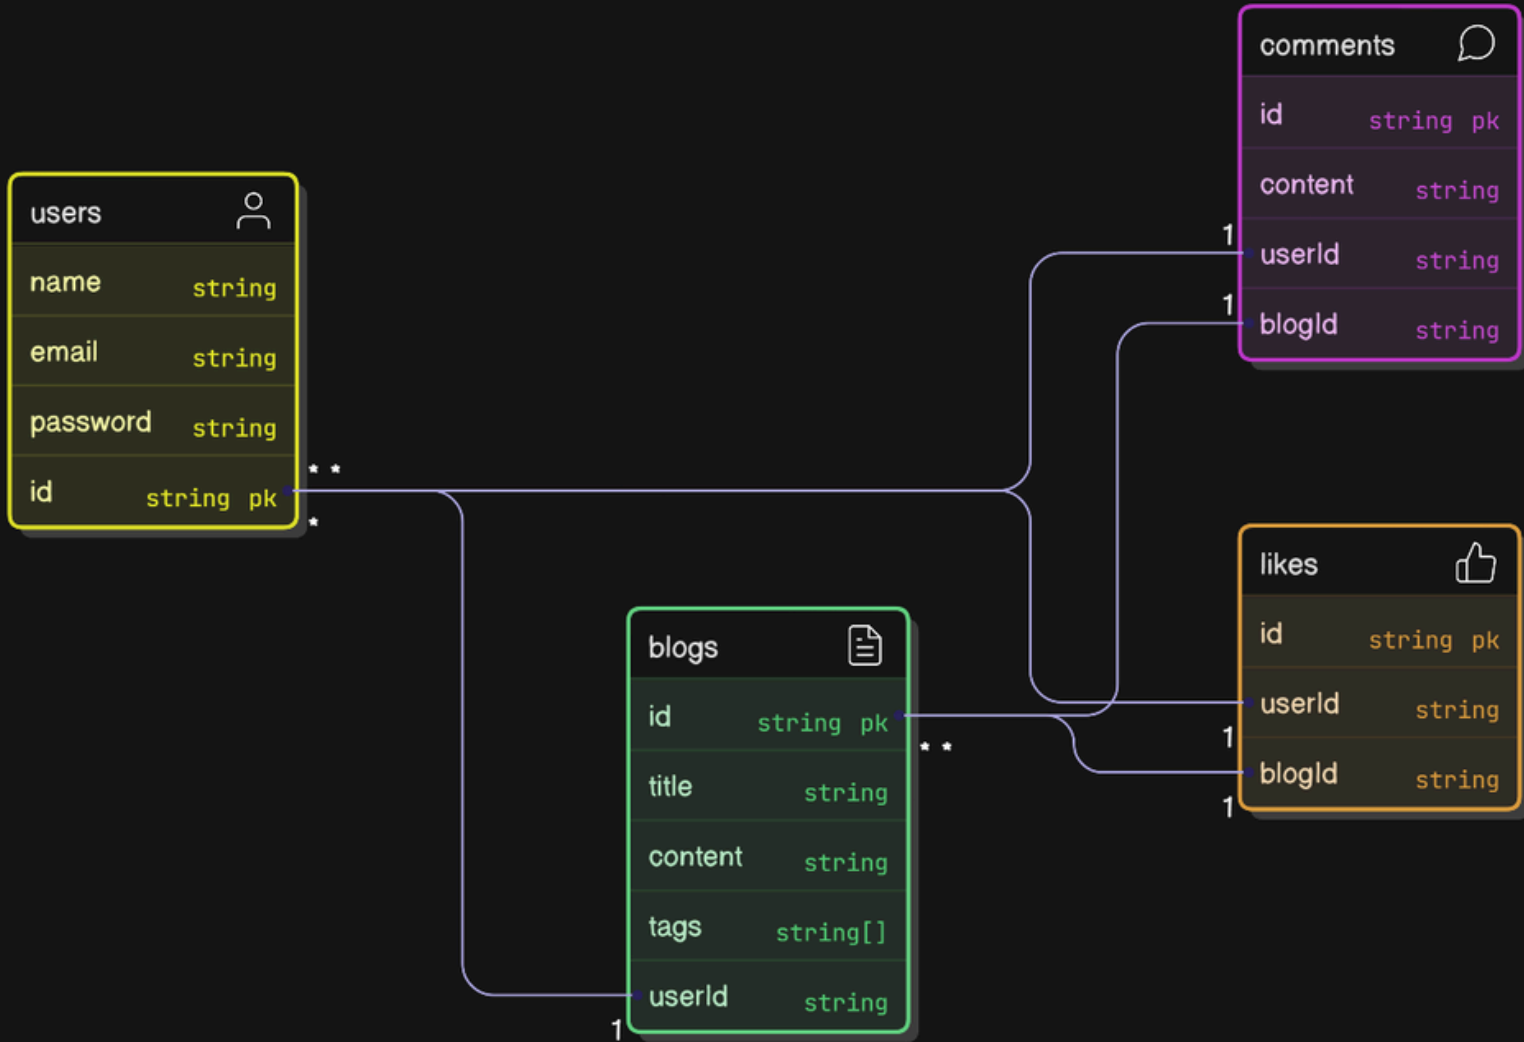 users
name string
email string
password string
id string pk
* *
*
blogs
id string pk
title string
content string
tags string[]
userId string
* *
1
comments
id string pk
content string
userId string
blogId string
1
1
likes
id string pk
userId string
blogId string
1
1